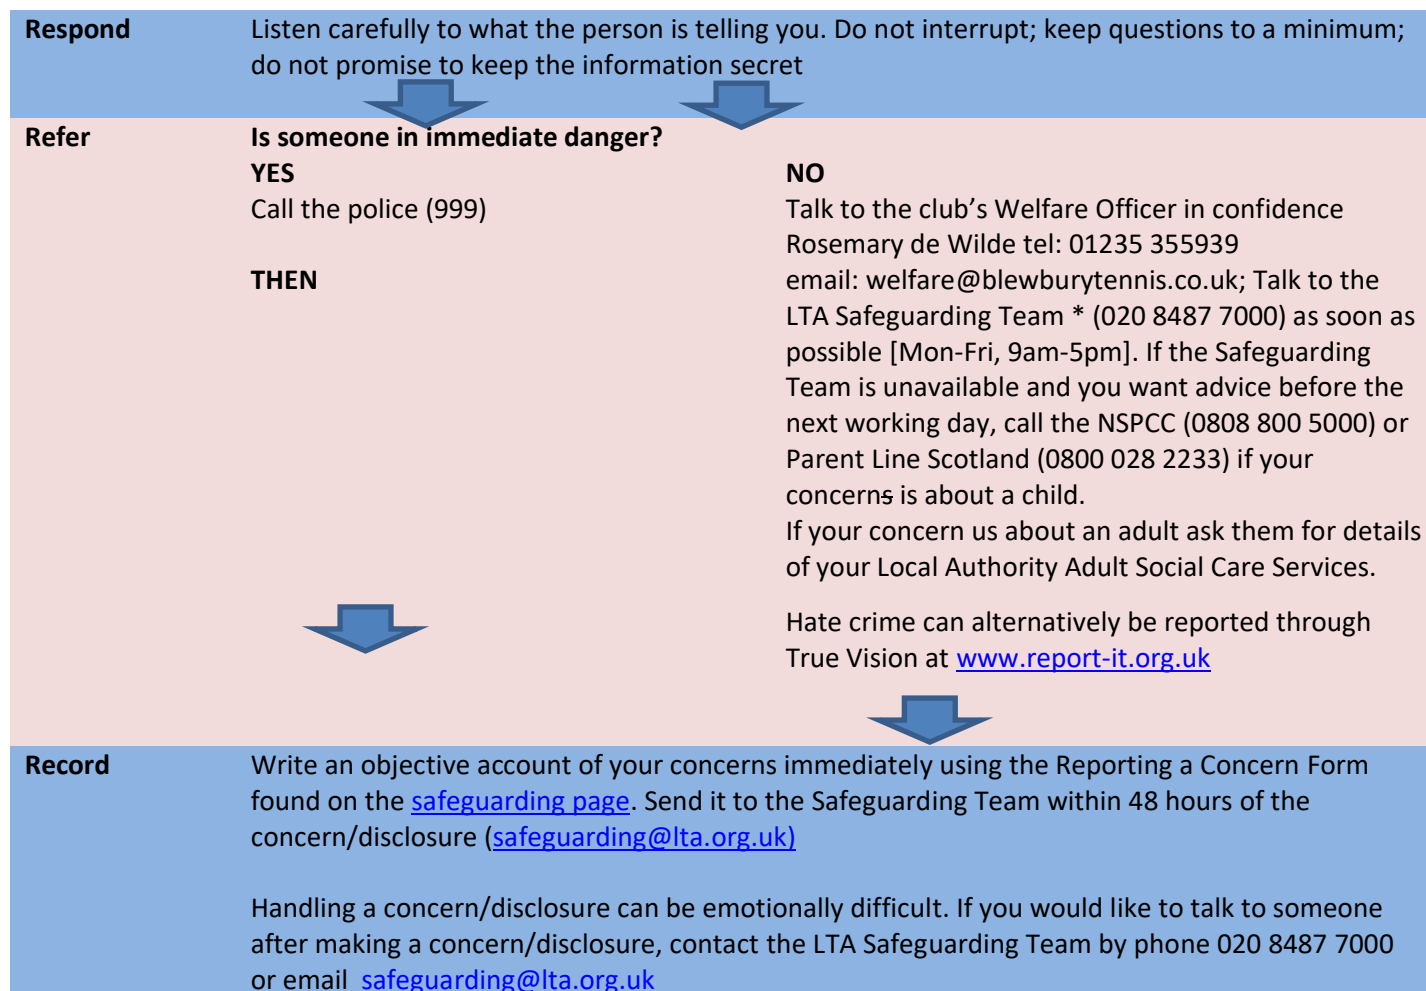 Respond
Listen carefully to what the person is telling you. Do not interrupt; keep questions to a minimum;
do not promise to keep the information secret
Refer
Is someone in immediate danger?
YES
Call the police (999)
THEN
NO
Talk to the club’s Welfare Officer in confidence
Rosemary de Wilde tel: 01235 355939
email: welfare@blewburytennis.co.uk; Talk to the
LTA Safeguarding Team * (020 8487 7000) as soon as
possible [Mon-Fri, 9am-5pm]. If the Safeguarding
Team is unavailable and you want advice before the
next working day, call the NSPCC (0808 800 5000) or
Parent Line Scotland (0800 028 2233) if your
concerns is about a child.
If your concern us about an adult ask them for details
of your Local Authority Adult Social Care Services.
Hate crime can alternatively be reported through
True Vision at www.report-it.org.uk
Record
Write an objective account of your concerns immediately using the Reporting a Concern Form
found on the safeguarding page. Send it to the Safeguarding Team within 48 hours of the
concern/disclosure (safeguarding@lta.org.uk)
Handling a concern/disclosure can be emotionally difficult. If you would like to talk to someone
after making a concern/disclosure, contact the LTA Safeguarding Team by phone 020 8487 7000
or email safeguarding@lta.org.uk